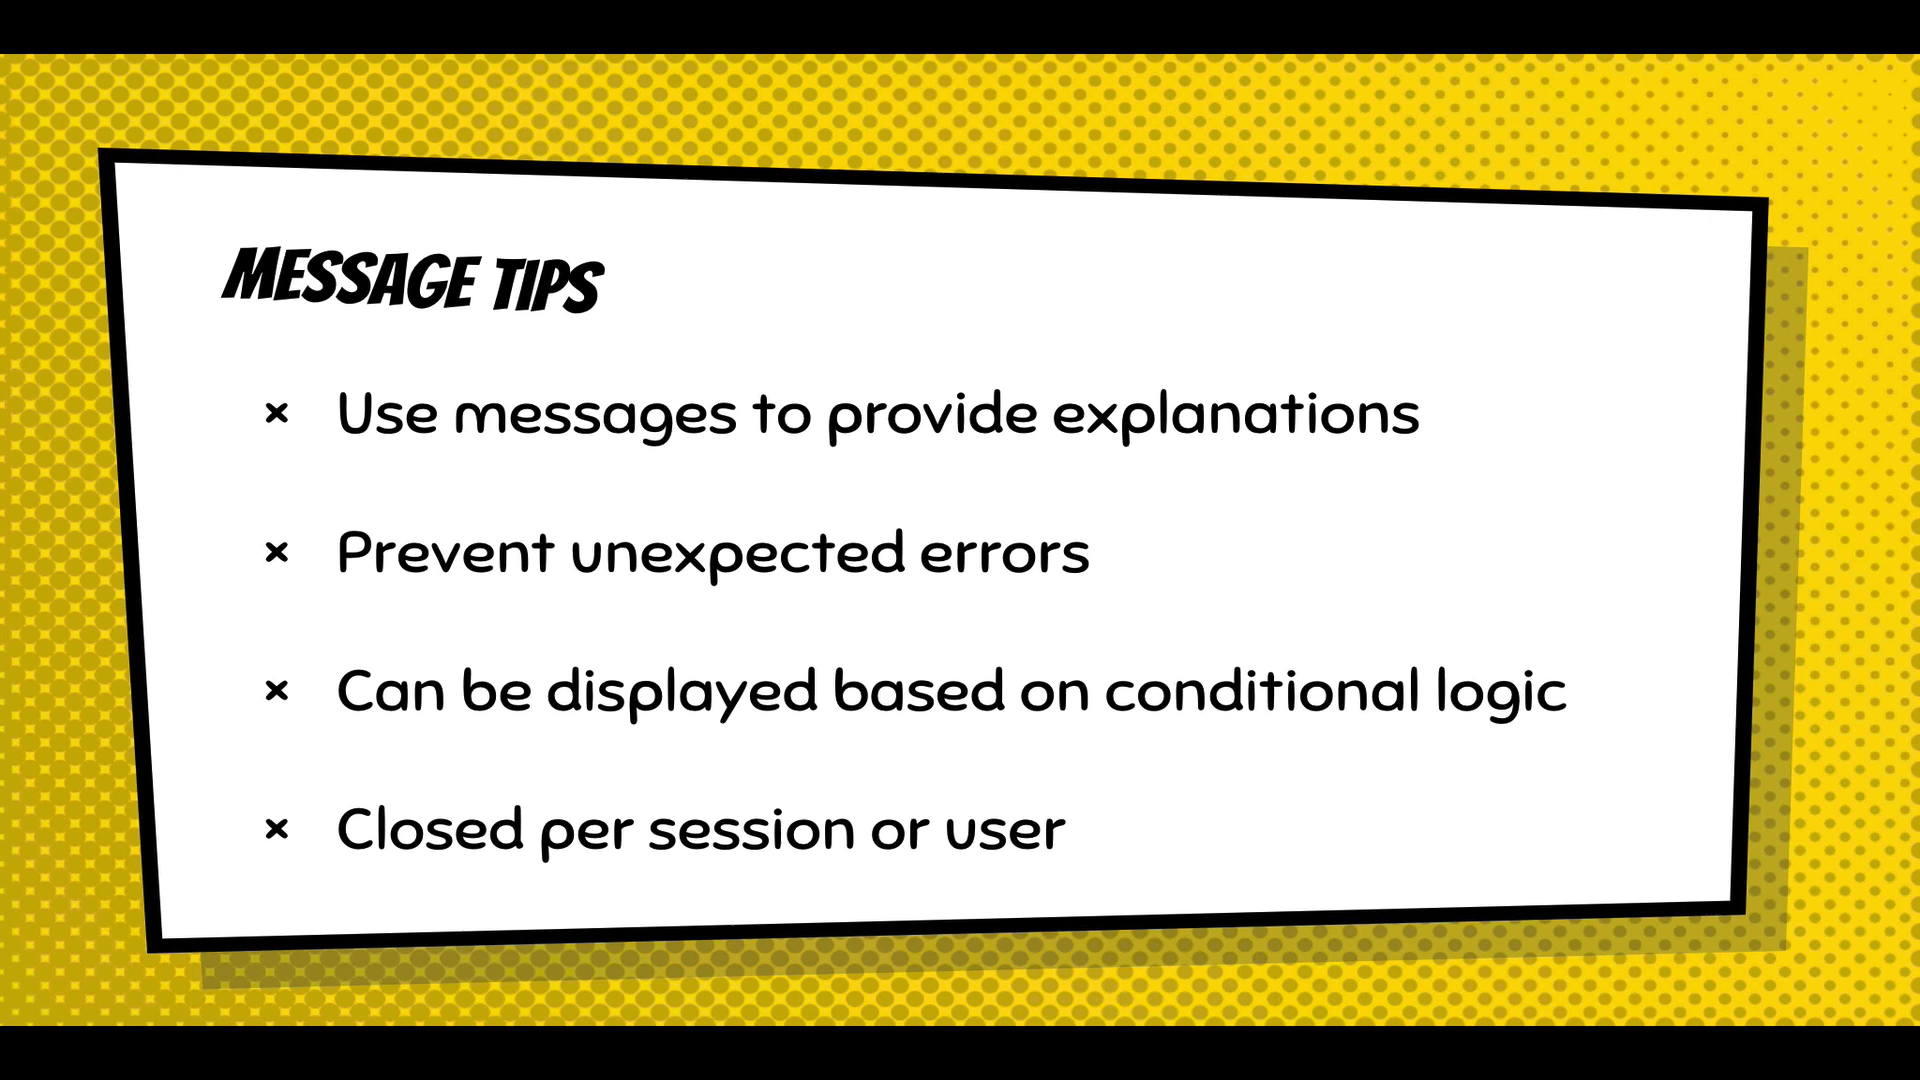 MESSAGE TIPS
× Use messages to provide explanations
× Prevent unexpected errors
× Can be displayed based on conditional logic
× Closed per session or user